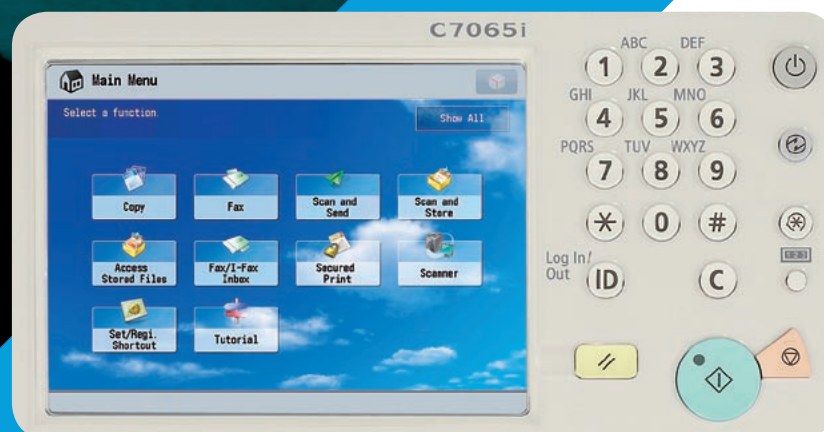 C7065i
Main Menu
Select a function.
Show All
Copy
Fax
Scan and
Send
Scan and
Store
Access
Stored Files
Fax/I-Fax
Inbox
Secured
Print
Scanner
Set/Regi.
Shortcut
Tutorial
ABC DEF
1 2 3
GHI JKL MNO
4 5 6
PQRS TUV WXYZ
7 8 9
* 0 #
Log In/
Out
ID C
123